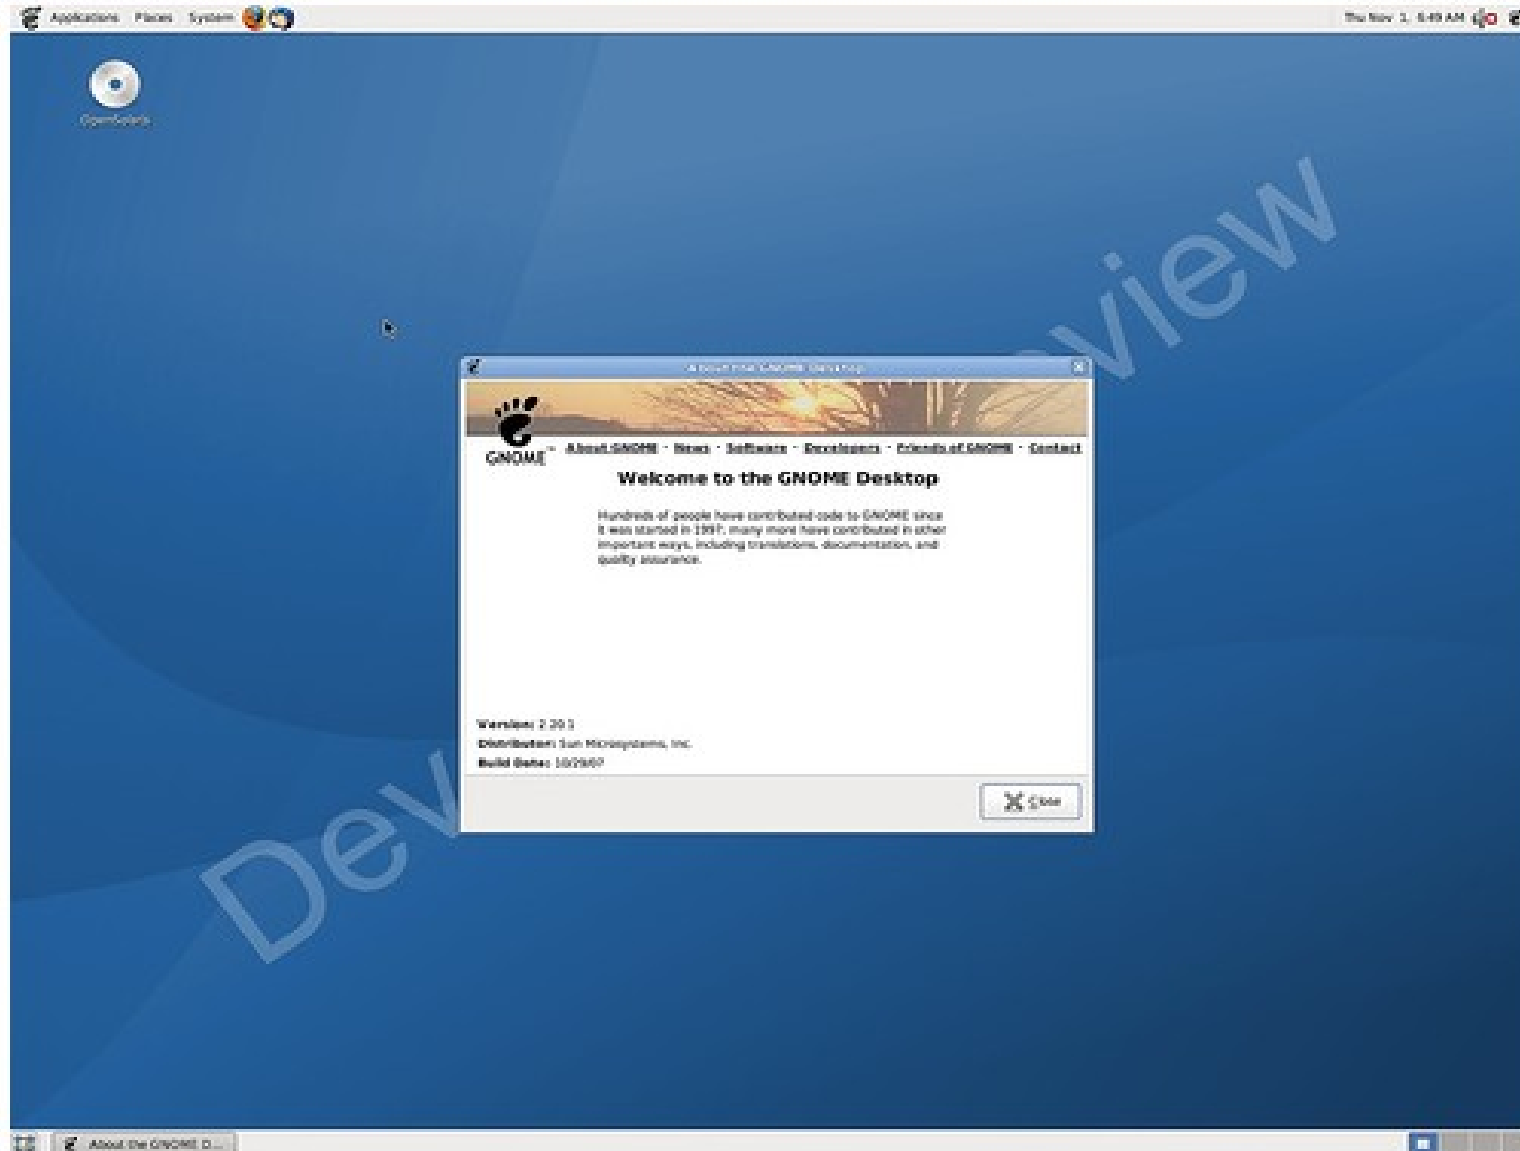 Applications Places System
Thu Nov 1, 6:49 AM
OpenSolaris
About the GNOME Desktop
GNOME™
About GNOME · News · Software · Developers · Friends of GNOME · Contact
Welcome to the GNOME Desktop
Hundreds of people have contributed code to GNOME since
it was started in 1997, many more have contributed in other
important ways, including translations, documentation, and
quality assurance.
Version: 2.20.1
Distributor: Sun Microsystems, Inc.
Build Date: 10/29/07
Close
Dev
view
About the GNOME D...